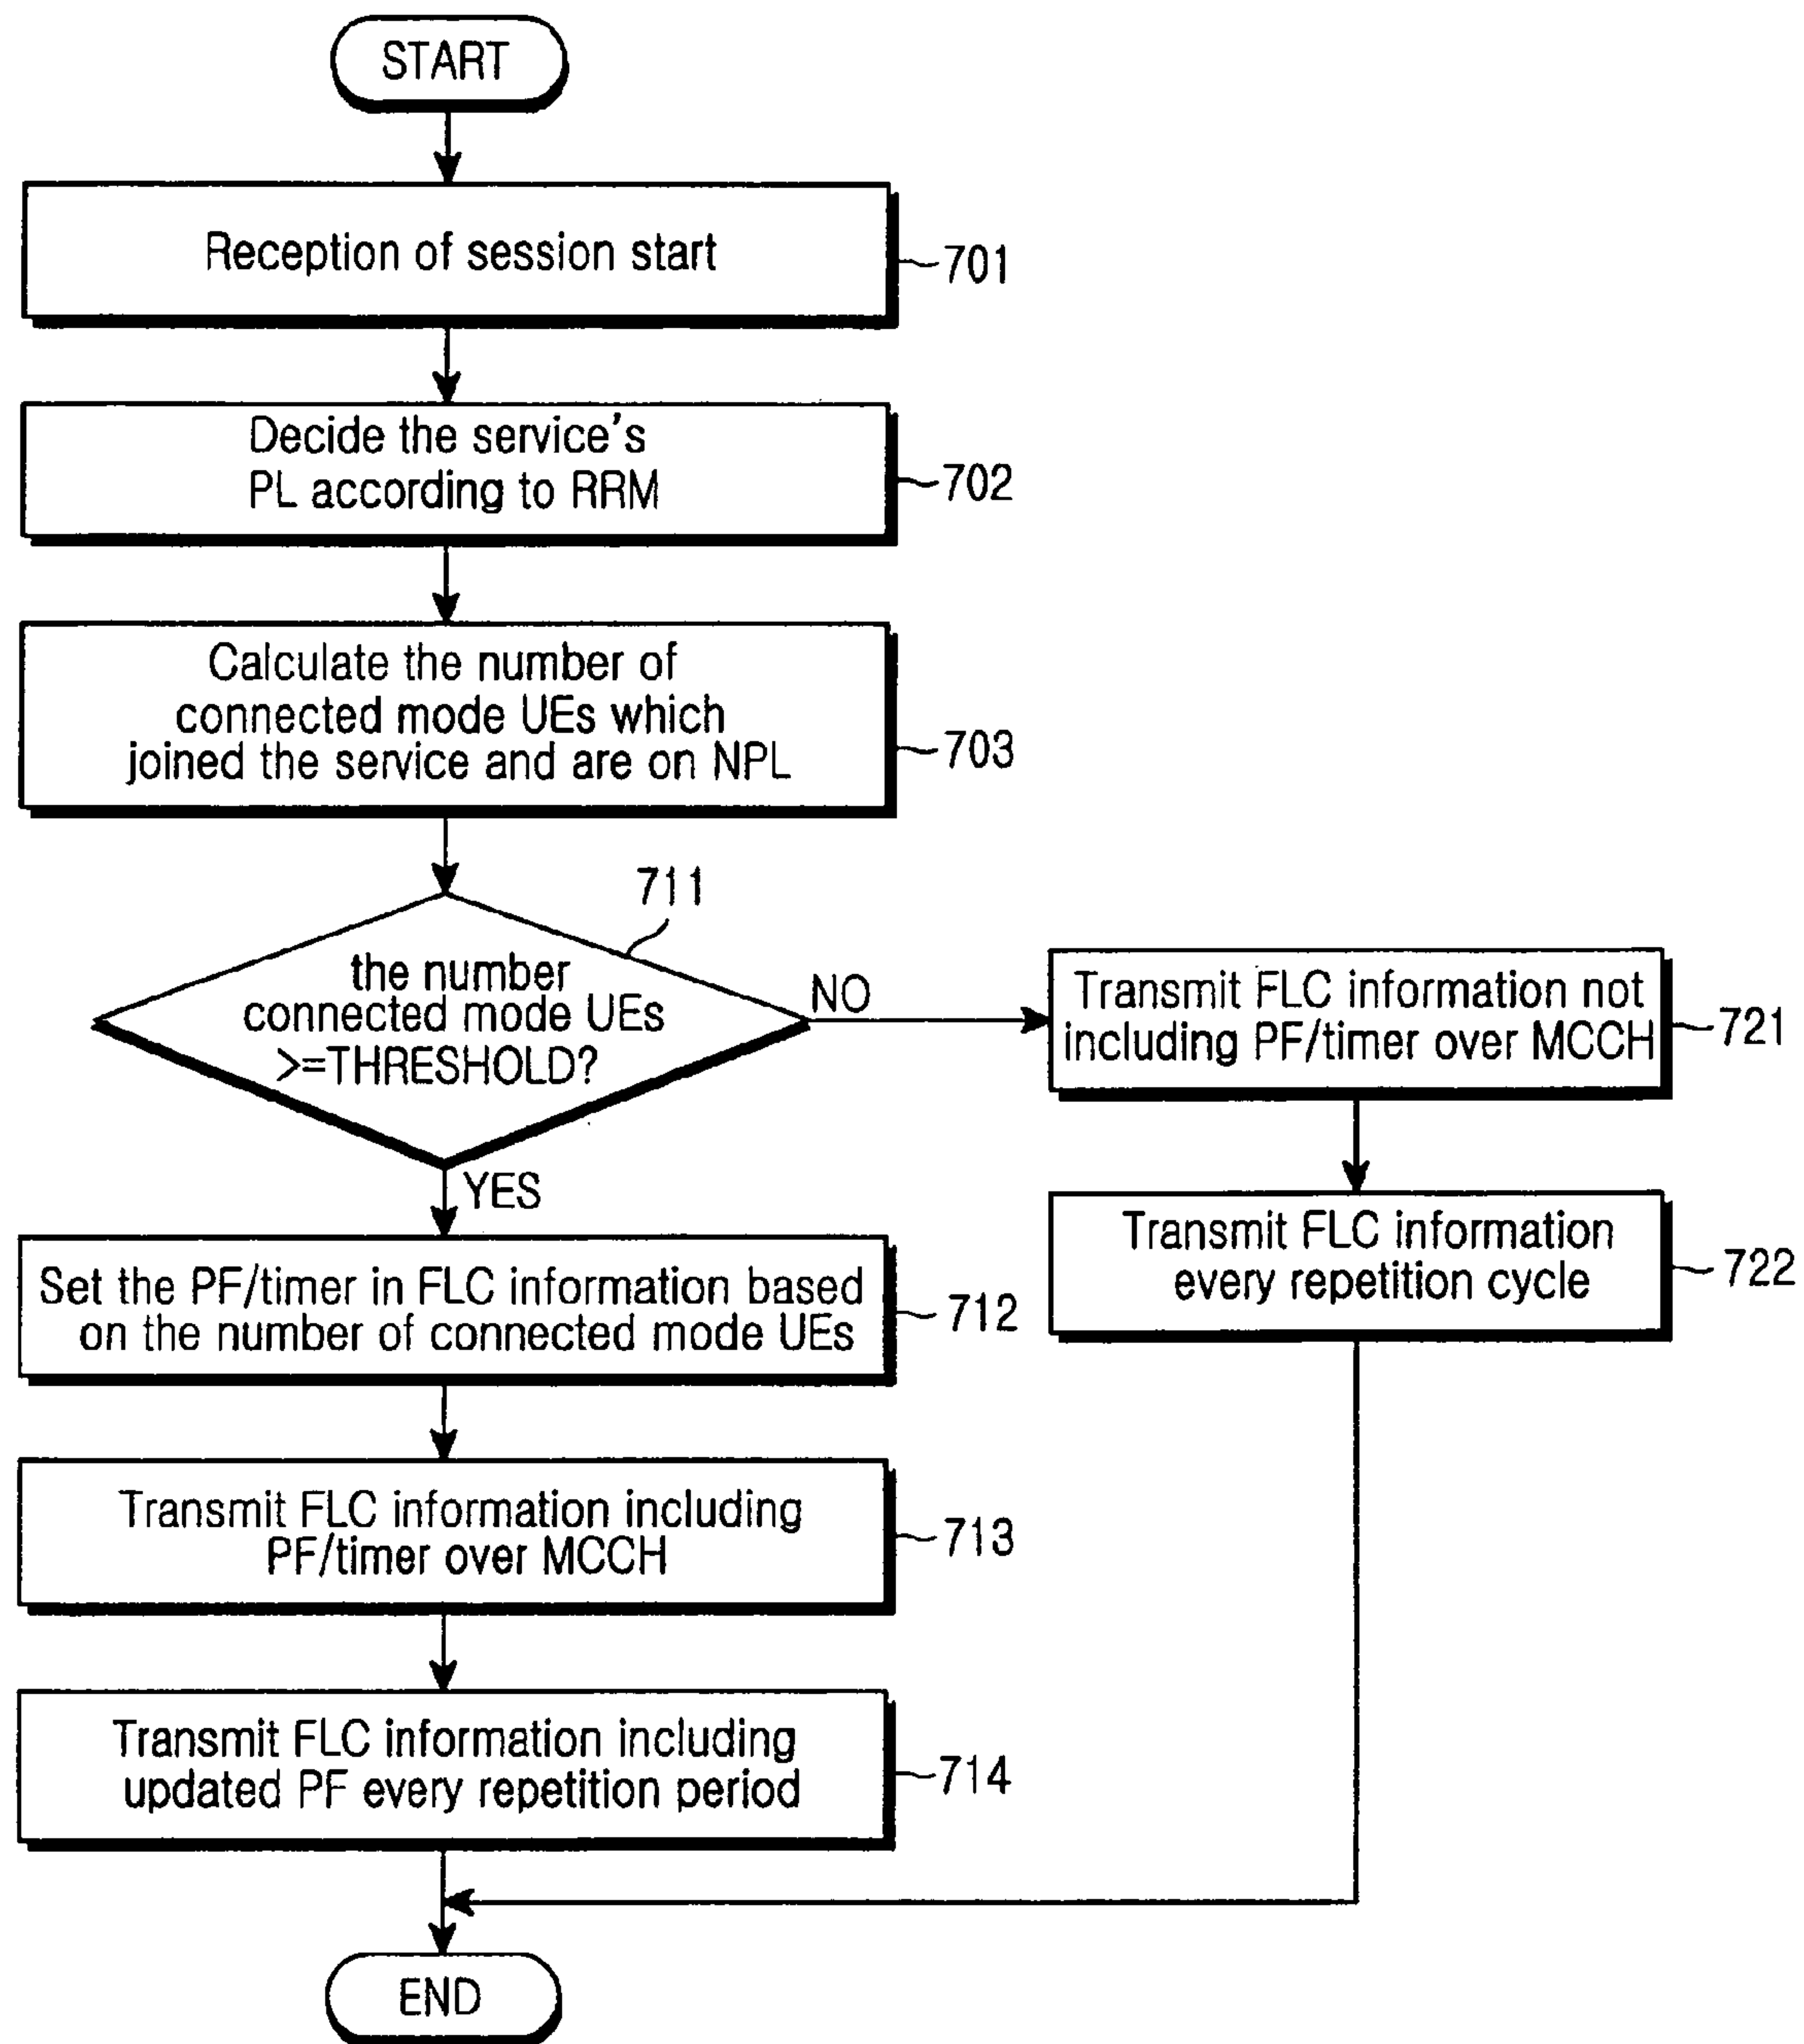 START
Reception of session start
701
Decide the service's
PL according to RRM
702
Calculate the number of
connected mode UEs which
joined the service and are on NPL
703
711
the number
connected mode UEs
>=THRESHOLD?
NO
YES
Transmit FLC information not
including PF/timer over MCCH
721
Transmit FLC information
every repetition cycle
722
Set the PF/timer in FLC information based
on the number of connected mode UEs
712
Transmit FLC information including
PF/timer over MCCH
713
Transmit FLC information including
updated PF every repetition period
714
END